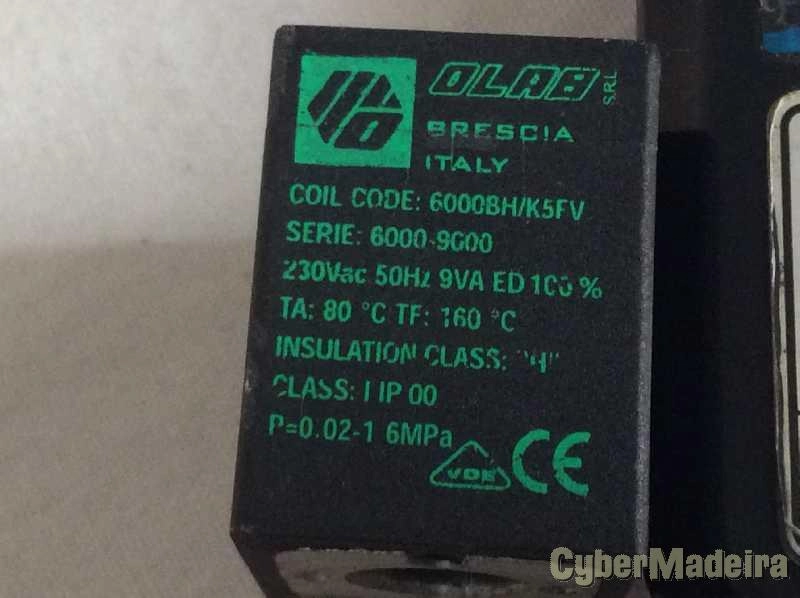 OLAB S.R.L
BRESCIA
ITALY
COIL CODE: 6000BH/K5FV
SERIE: 6000-9000
230Vac 50Hz 9VA ED 100 %
TA: 80 °C TF: 160 °C
INSULATION CLASS: "H"
CLASS: I IP 00
P=0.02-1 6MPa
VDE CE
CyberMadeira